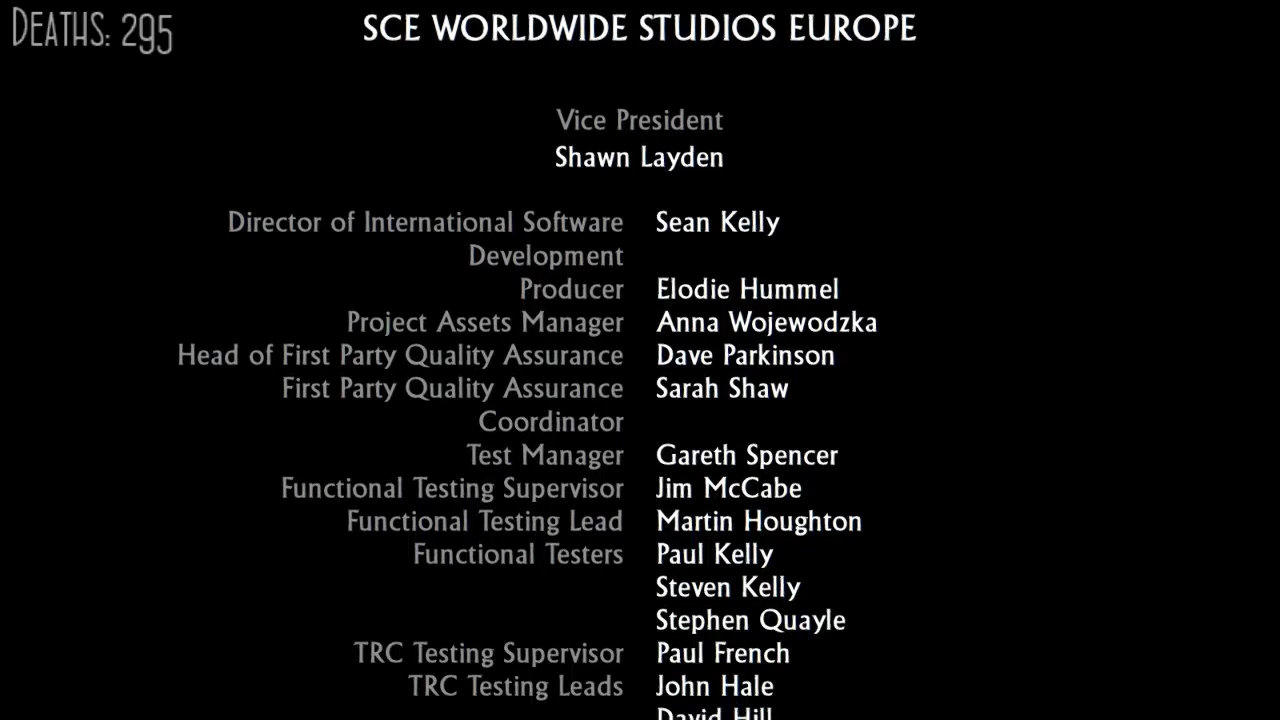 DEATHS: 295
SCE WORLDWIDE STUDIOS EUROPE
Vice President
Shawn Layden
Director of International Software Sean Kelly
Development
Producer Elodie Hummel
Project Assets Manager Anna Wojewodzka
Head of First Party Quality Assurance Dave Parkinson
First Party Quality Assurance Sarah Shaw
Coordinator
Test Manager Gareth Spencer
Functional Testing Supervisor Jim McCabe
Functional Testing Lead Martin Houghton
Functional Testers Paul Kelly
Steven Kelly
Stephen Quayle
TRC Testing Supervisor Paul French
TRC Testing Leads John Hale
David Hill